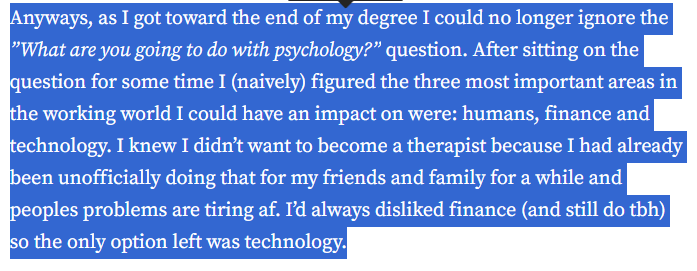 Anyways, as I got toward the end of my degree I could no longer ignore the
”What are you going to do with psychology?” question. After sitting on the
question for some time I (naively) figured the three most important areas in
the working world I could have an impact on were: humans, finance and
technology. I knew I didn’t want to become a therapist because I had already
been unofficially doing that for my friends and family for a while and
peoples problems are tiring af. I’d always disliked finance (and still do tbh)
so the only option left was technology.